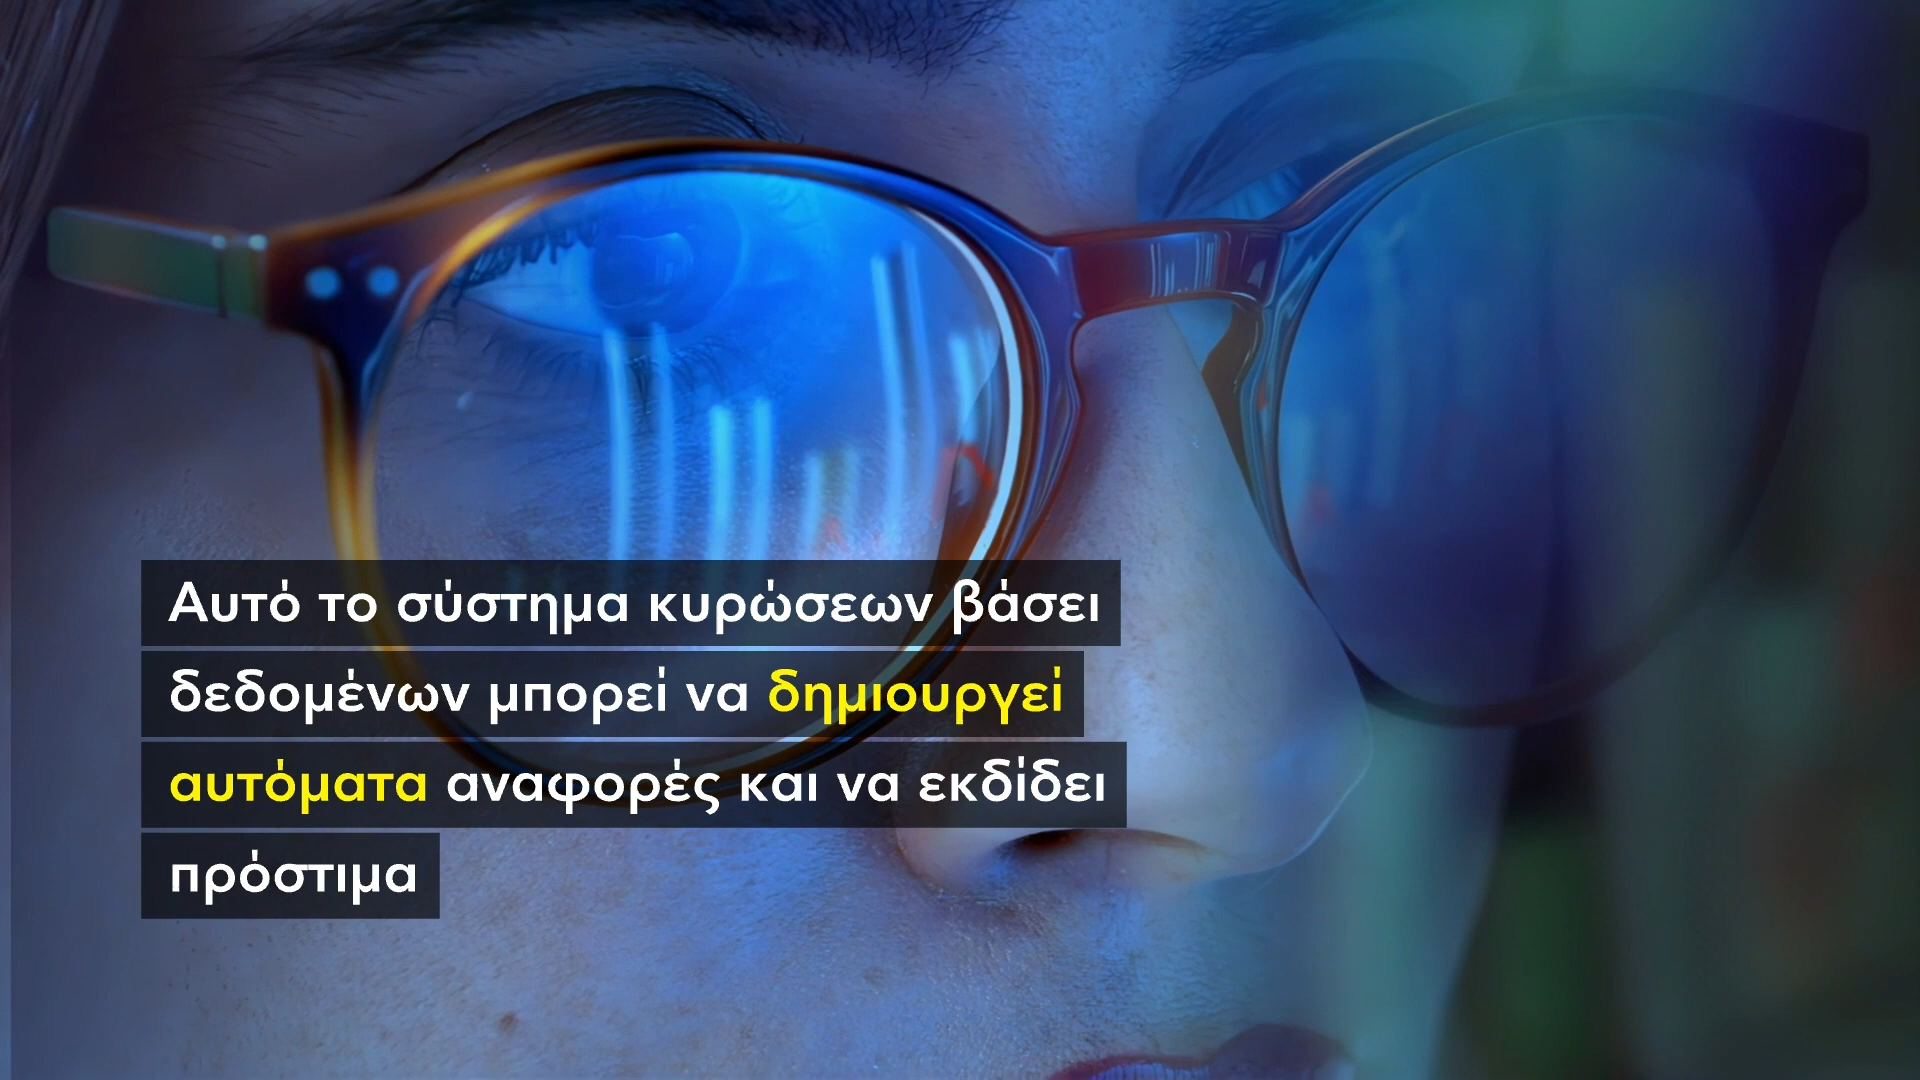 Αυτό το σύστημα κυρώσεων βάσει
δεδομένων μπορεί να δημιουργεί
αυτόματα αναφορές και να εκδίδει
πρόστιμα